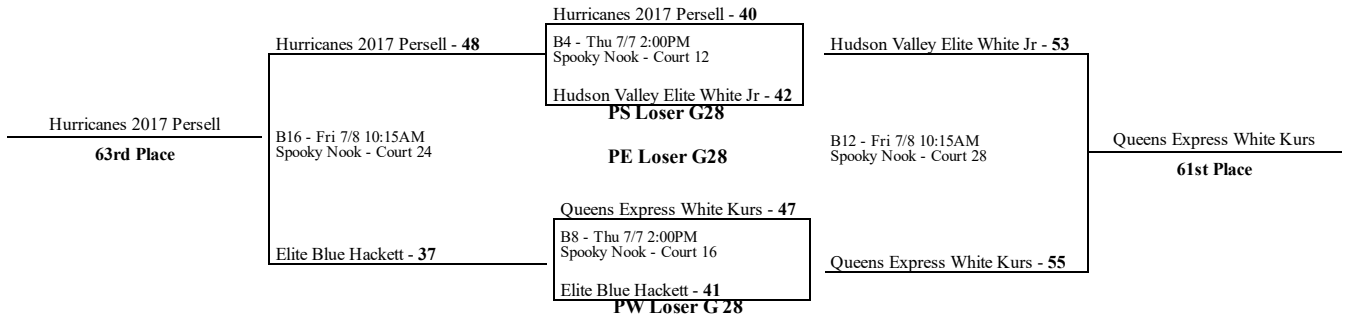 Hurricanes 2017 Persell - 40
Hurricanes 2017 Persell - 48
B4 - Thu 7/7 2:00PM
Spooky Nook - Court 12
Hudson Valley Elite White Jr - 53
Hudson Valley Elite White Jr - 42
PS Loser G28
Hurricanes 2017 Persell
63rd Place
B16 - Fri 7/8 10:15AM
Spooky Nook - Court 24
PE Loser G28
B12 - Fri 7/8 10:15AM
Spooky Nook - Court 28
Queens Express White Kurs
61st Place
Queens Express White Kurs - 47
B8 - Thu 7/7 2:00PM
Spooky Nook - Court 16
Elite Blue Hackett - 37
Queens Express White Kurs - 55
Elite Blue Hackett - 41
PW Loser G 28